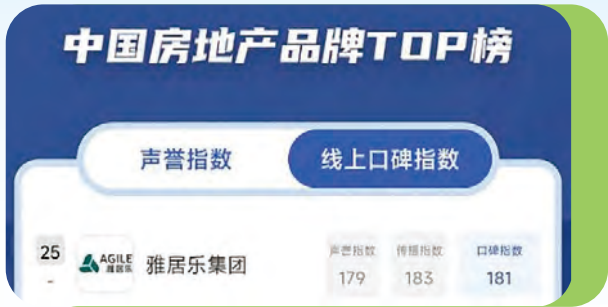 中国房地产品牌TOP榜
声誉指数 线上口碑指数
25 AGILE 雅居乐 雅居乐集团
声誉指数 传播指数 口碑指数
- 179 183 181